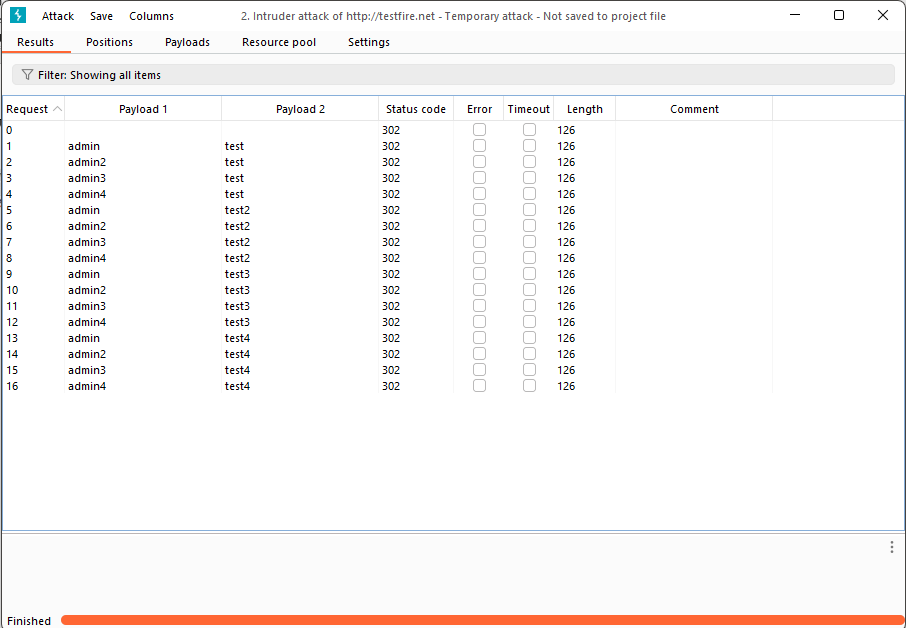 Attack Save Columns 2. Intruder attack of http://testfire.net - Temporary attack - Not saved to project file
Results Positions Payloads Resource pool Settings
Filter: Showing all items
Request Payload 1 Payload 2 Status code Error Timeout Length Comment
0 302 126
1 admin test 302 126
2 admin2 test 302 126
3 admin3 test 302 126
4 admin4 test 302 126
5 admin test2 302 126
6 admin2 test2 302 126
7 admin3 test2 302 126
8 admin4 test2 302 126
9 admin test3 302 126
10 admin2 test3 302 126
11 admin3 test3 302 126
12 admin4 test3 302 126
13 admin test4 302 126
14 admin2 test4 302 126
15 admin3 test4 302 126
16 admin4 test4 302 126
Finished